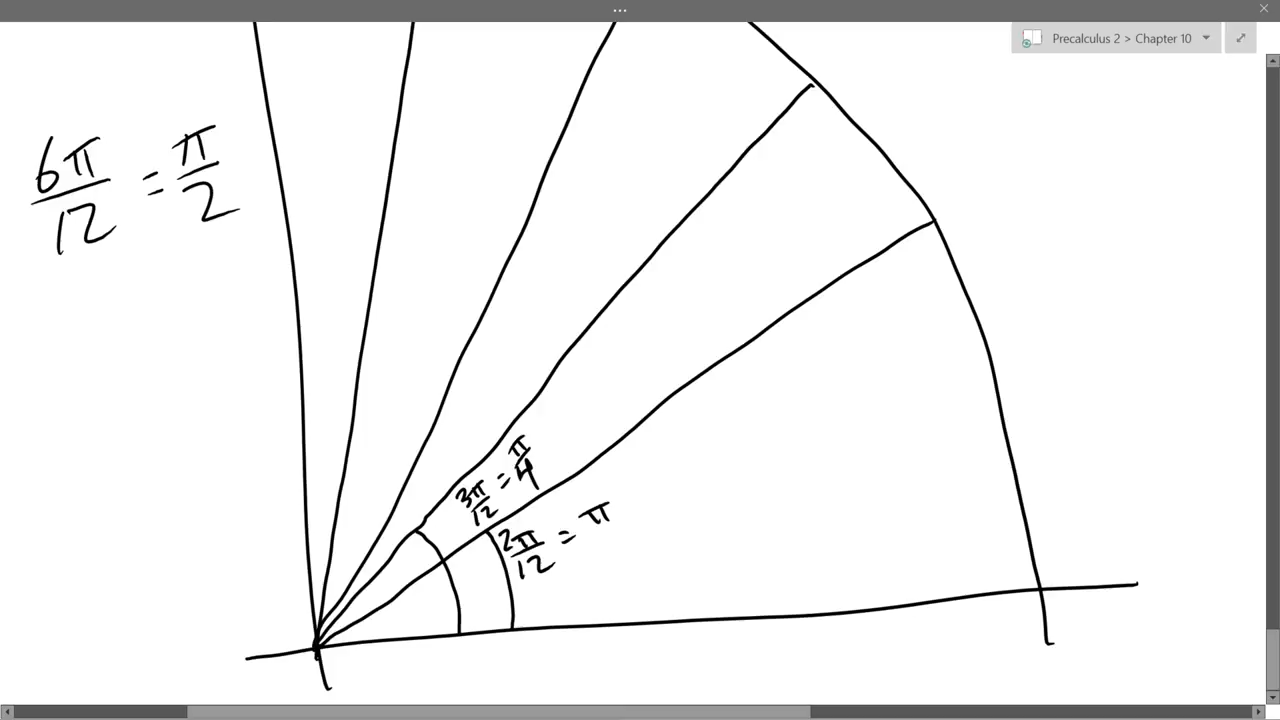 Precalculus 2 > Chapter 10
6π/12 = π/2
3π/12 = π/4
2π/12 = π